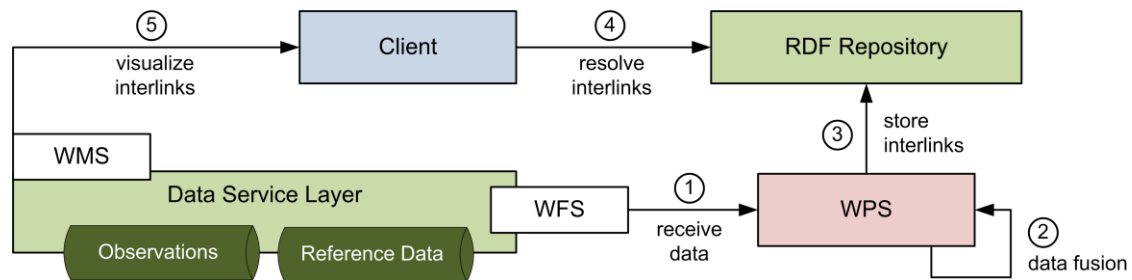 5
visualize
interlinks
Client
4
resolve
interlinks
RDF Repository
3
store
interlinks
WMS
Data Service Layer
WFS
1
receive
data
WPS
2
data fusion
Observations
Reference Data